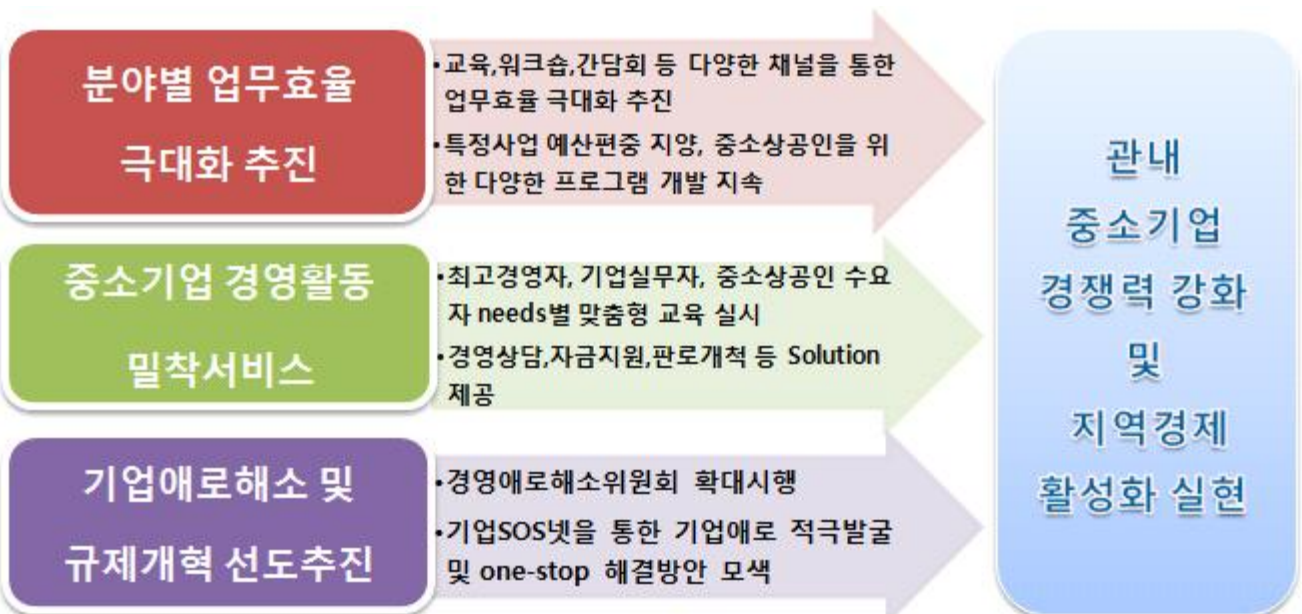 분야별 업무효율
극대화 추진
•교육,워크숍,간담회 등 다양한 채널을 통한
업무효율 극대화 추진
•특정사업 예산편중 지양, 중소상공인을 위
한 다양한 프로그램 개발 지속
중소기업 경영활동
밀착서비스
•최고경영자, 기업실무자, 중소상공인 수요
자 needs별 맞춤형 교육 실시
•경영상담,자금지원,판로개척 등 Solution
제공
기업애로해소 및
규제개혁 선도추진
•경영애로해소위원회 확대시행
•기업SOS넷을 통한 기업애로 적극발굴
및 one-stop 해결방안 모색
관내
중소기업
경쟁력 강화
및
지역경제
활성화 실현